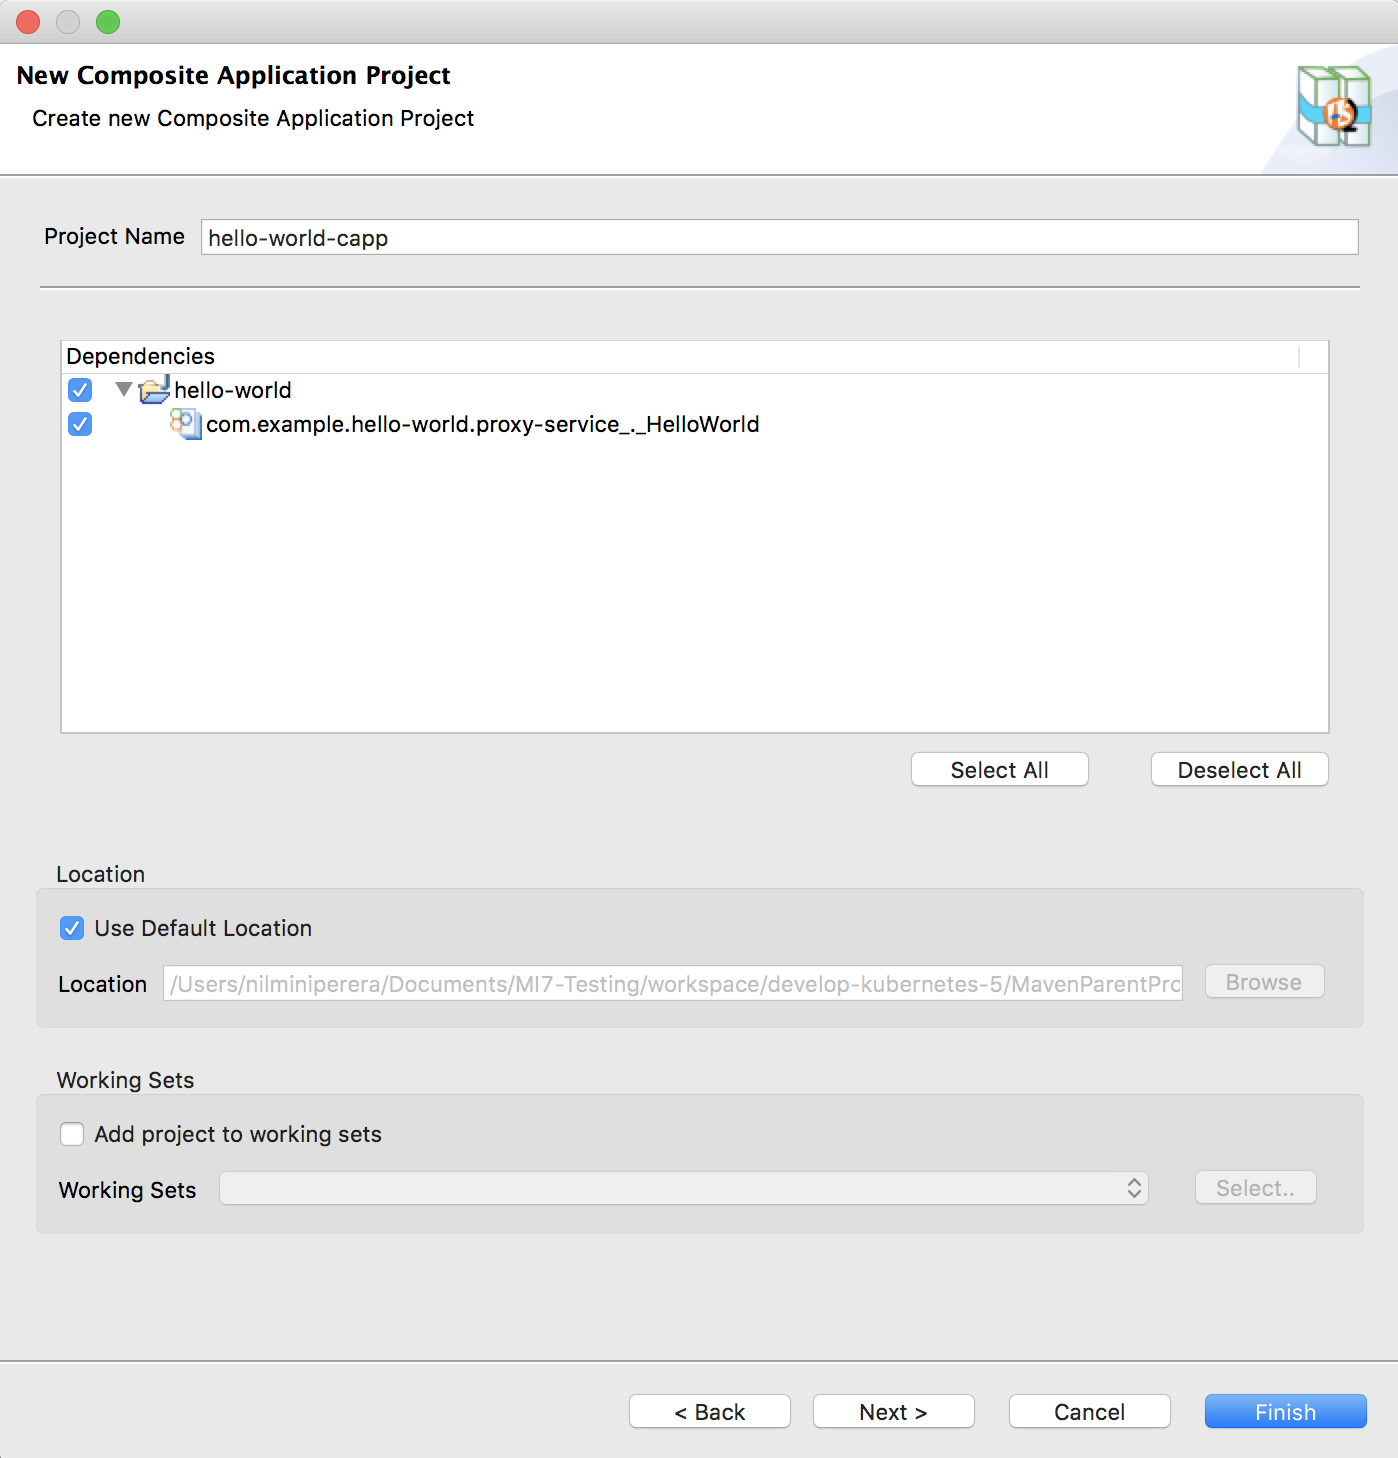 New Composite Application Project
Create new Composite Application Project
Project Name hello-world-capp
Dependencies
hello-world
com.example.hello-world.proxy-service_._HelloWorld
Select All Deselect All
Location
Use Default Location
Location /Users/nilminiperera/Documents/MI7-Testing/workspace/develop-kubernetes-5/MavenParentPro
Browse
Working Sets
Add project to working sets
Working Sets Select..
< Back Next > Cancel Finish